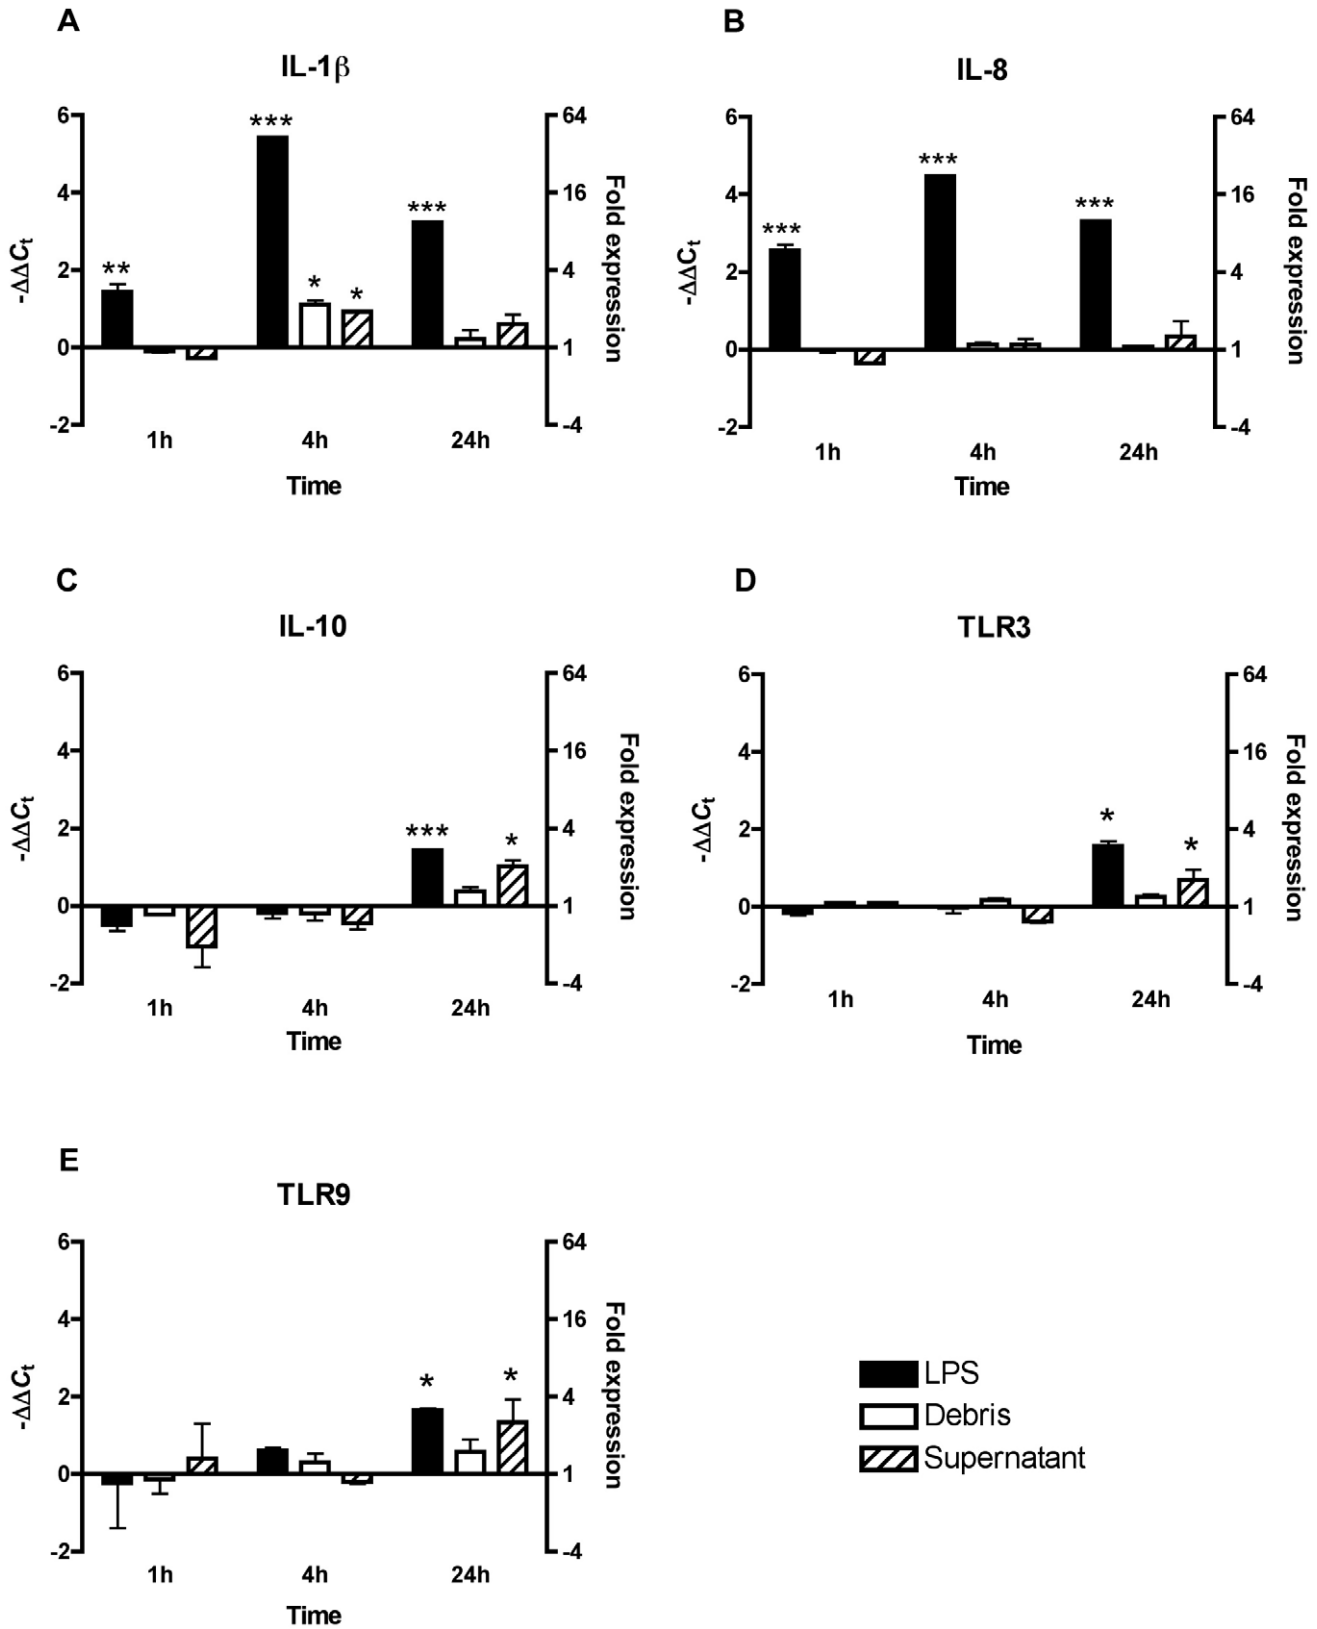 A
IL-1β
6
4
2
0
-2
-ΔΔCt
64
16
4
1
-4
Fold expression
**
***
*
*
***
1h 4h 24h
Time
B
IL-8
6
4
2
0
-2
-ΔΔCt
64
16
4
1
-4
Fold expression
***
***
***
1h 4h 24h
Time
C
IL-10
6
4
2
0
-2
-ΔΔCt
64
16
4
1
-4
Fold expression
***
*
1h 4h 24h
Time
D
TLR3
6
4
2
0
-2
-ΔΔCt
64
16
4
1
-4
Fold expression
*
*
1h 4h 24h
Time
E
TLR9
6
4
2
0
-2
-ΔΔCt
64
16
4
1
-4
Fold expression
*
*
1h 4h 24h
Time
LPS
Debris
Supernatant